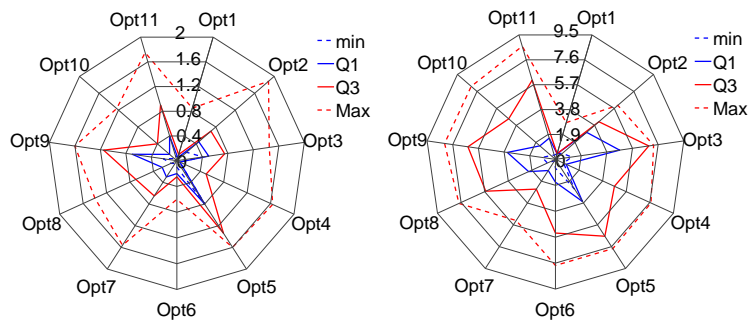 Opt11 2 Opt1
1.6
1.2
0.8
0.4
0
Opt2
Opt3
Opt4
Opt5
Opt6
Opt7
Opt8
Opt9
Opt10
min
Q1
Q3
Max
Opt11 9.5 Opt1
7.6
5.7
3.8
1.9
0
Opt2
Opt3
Opt4
Opt5
Opt6
Opt7
Opt8
Opt9
Opt10
min
Q1
Q3
Max